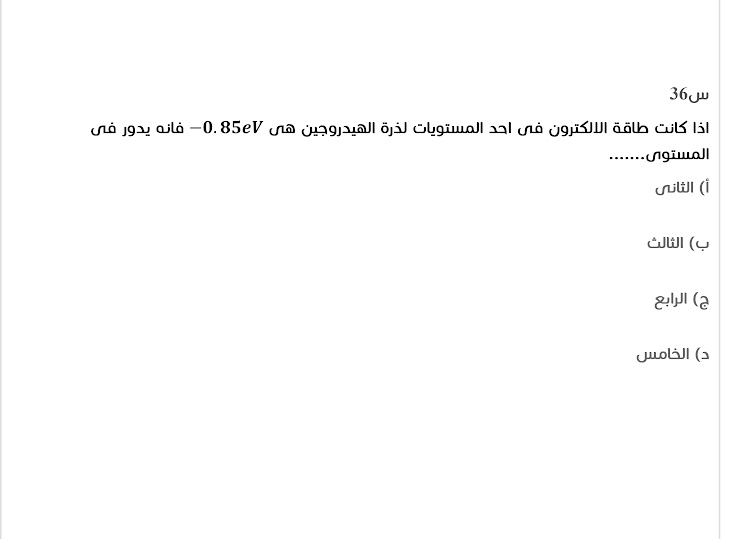 س36
اذا كانت طاقة الالكترون فى احد المستويات لذرة الهيدروجين هى −0.85eV فانه يدور فى
المستوى.......
أ) الثانى
ب) الثالث
ج) الرابع
د) الخامس